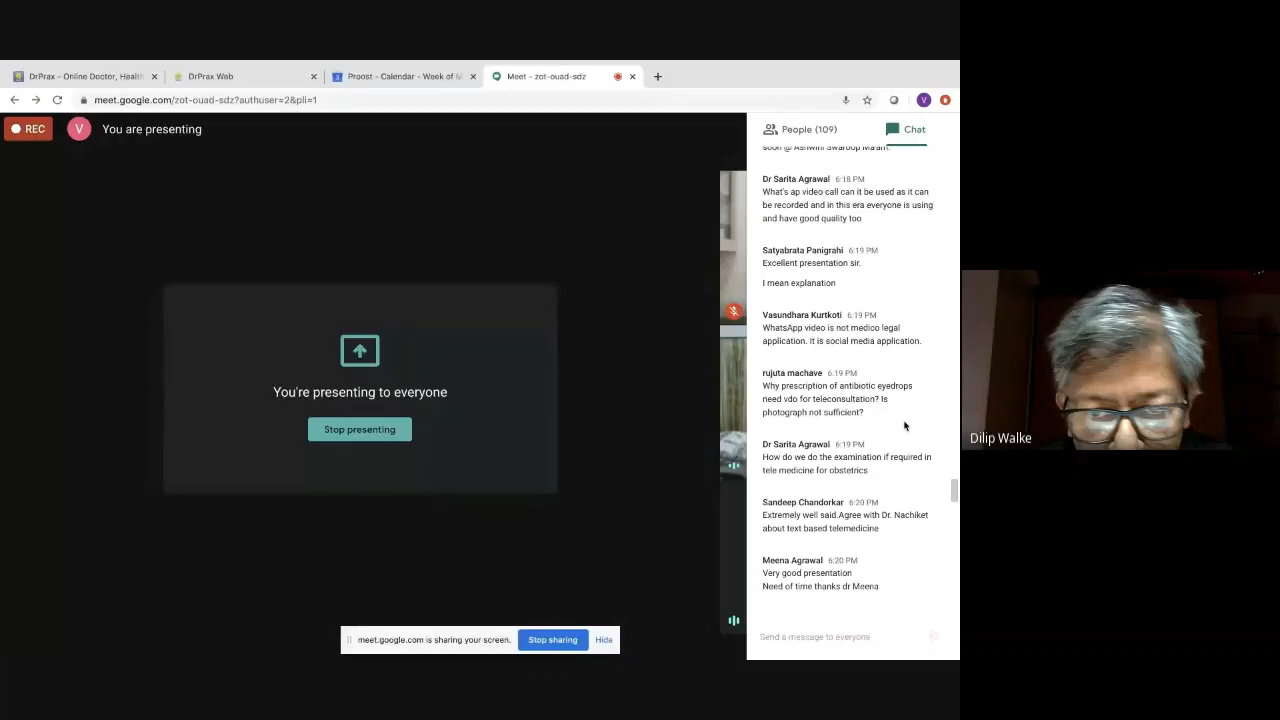 DrPrax - Online Doctor, Health
DrPrax Web
Proost - Calendar - Week of M
Meet - zot-ouad-sdz
meet.google.com/zot-ouad-sdz?authuser=2&pli=1
V
REC
V
You are presenting
People (109)
Chat
soon @ Ashwini Swaroop Ma'am.
Dr Sarita Agrawal 6:18 PM
What's ap video call can it be used as it can
be recorded and in this era everyone is using
and have good quality too
Satyabrata Panigrahi 6:19 PM
Excellent presentation sir.
I mean explanation
Vasundhara Kurtkoti 6:19 PM
WhatsApp video is not medico legal
application. It is social media application.
rujuta machave 6:19 PM
Why prescription of antibiotic eyedrops
need vdo for teleconsultation? Is
photograph not sufficient?
Dr Sarita Agrawal 6:19 PM
How do we do the examination if required in
tele medicine for obstetrics
Sandeep Chandorkar 6:20 PM
Extremely well said.Agree with Dr. Nachiket
about text based telemedicine
Meena Agrawal 6:20 PM
Very good presentation
Need of time thanks dr Meena
Send a message to everyone
You're presenting to everyone
Stop presenting
meet.google.com is sharing your screen.
Stop sharing
Hide
Dilip Walke